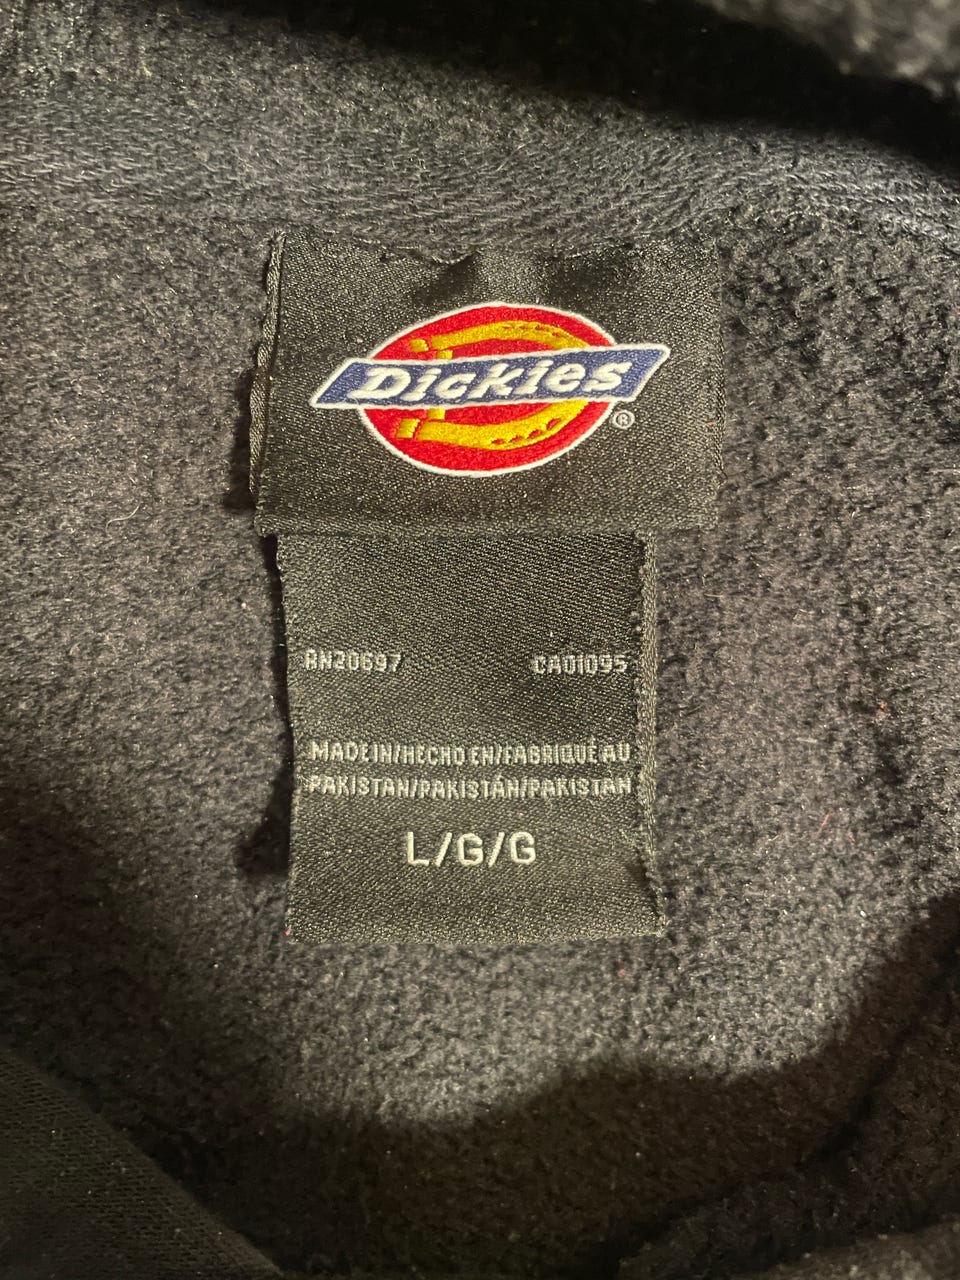 Dickies®
RN20697 CA01095
MADE IN/HECHO EN/FABRIQUÉ AU
PAKISTAN/PAKISTÁN/PAKISTAN
L/G/G